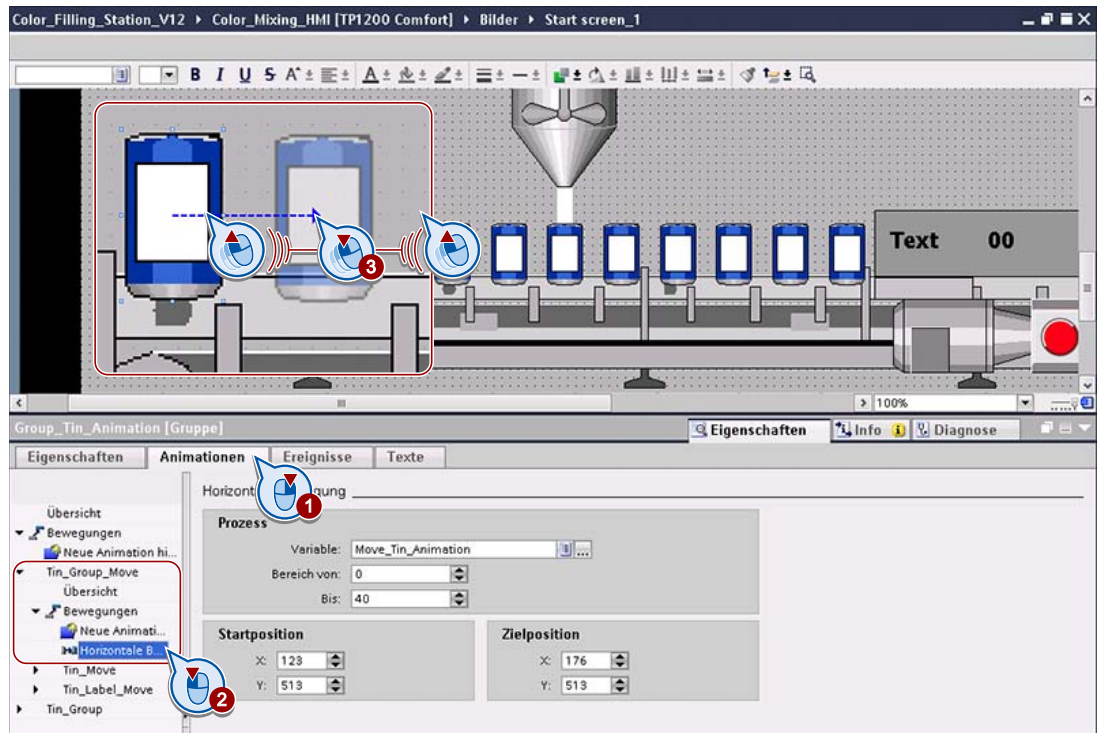 Color_Filling_Station_V12 ▸ Color_Mixing_HMI [TP1200 Comfort] ▸ Bilder ▸ Start screen_1
B I U S A
Text 00
3
100%
Group_Tin_Animation [Gruppe]
Eigenschaften Info Diagnose
Eigenschaften Animationen Ereignisse Texte
1
Übersicht
Bewegungen
Neue Animation hi...
Tin_Group_Move
Übersicht
Bewegungen
Neue Animati...
Horizontale B...
Tin_Move
Tin_Label_Move
Tin_Group
2
Prozess
Variable: Move_Tin_Animation
Bereich von: 0
Bis: 40
Startposition
X: 123
Y: 513
Zielposition
X: 176
Y: 513